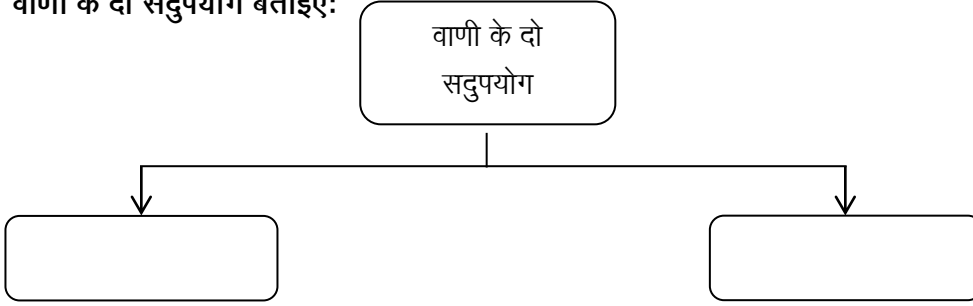 वाणी के दो सदुपयोग बताइए:
वाणी के दो
सदुपयोग